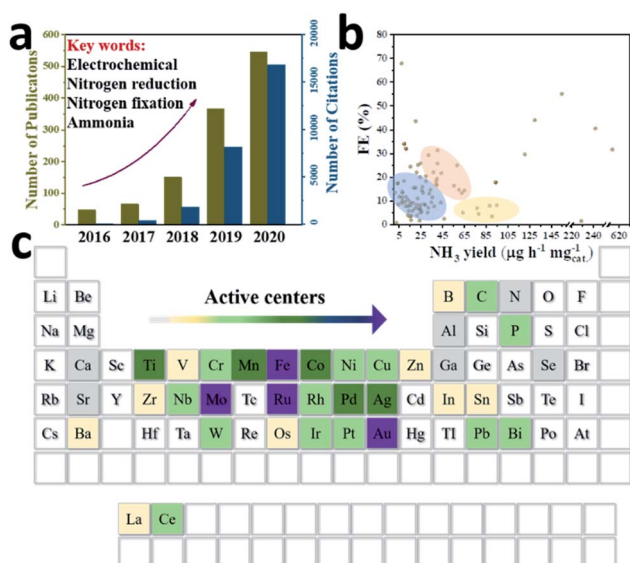 a
Key words:
Electrochemical
Nitrogen reduction
Nitrogen fixation
Ammonia
Number of Publicatons
600
500
400
300
200
100
0
Number of Citations
20000
15000
10000
5000
0
2016 2017 2018 2019 2020
b
FE (%)
80
70
60
50
40
30
20
10
0
5 25 45 65 85 105 135 180 220 240 620
NH3 yield (μg h-1 mg-1cat.)
c
Active centers
Li Be B C N O F
Na Mg Al Si P S Cl
K Ca Sc Ti V Cr Mn Fe Co Ni Cu Zn Ga Ge As Se Br
Rb Sr Y Zr Nb Mo Tc Ru Rh Pd Ag Cd In Sn Sb Te I
Cs Ba Hf Ta W Re Os Ir Pt Au Hg Tl Pb Bi Po At
La Ce